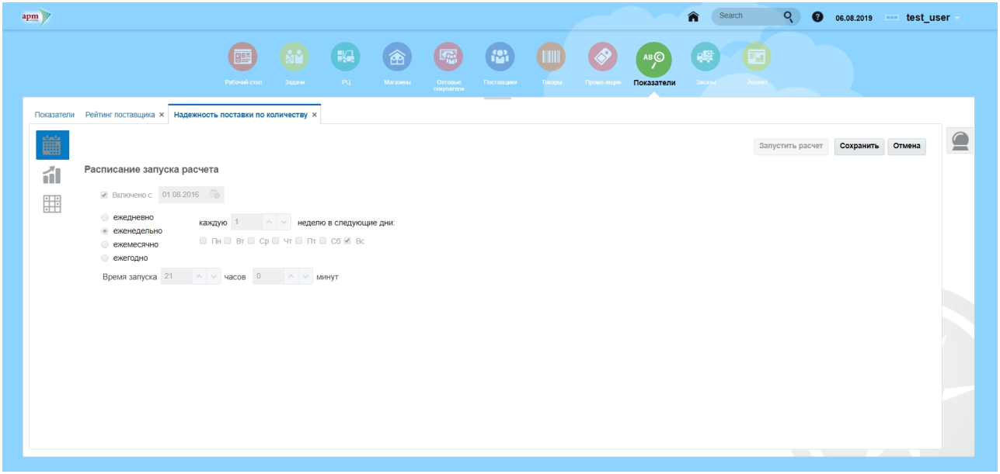 apm
Search
06.08.2019
test_user
Рабочий стол
Задачи
РЦ
Магазины
Оптовые
покупатели
Поставщики
Товары
Промо-акции
АВС
Показатели
Заказы
Анализ
Показатели Рейтинг поставщика × Надежность поставки по количеству ×
Запустить расчет Сохранить Отмена
Расписание запуска расчета
Включено с 01.08.2016
ежедневно
каждую 1 неделю в следующие дни:
еженедельно
Пн Вт Ср Чт Пт Сб Вс
ежемесячно
ежегодно
Время запуска 21 часов 0 минут